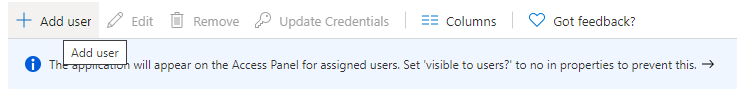 Add user Edit Remove Update Credentials Columns Got feedback?
Add user
The application will appear on the Access Panel for assigned users. Set 'visible to users?' to no in properties to prevent this. →